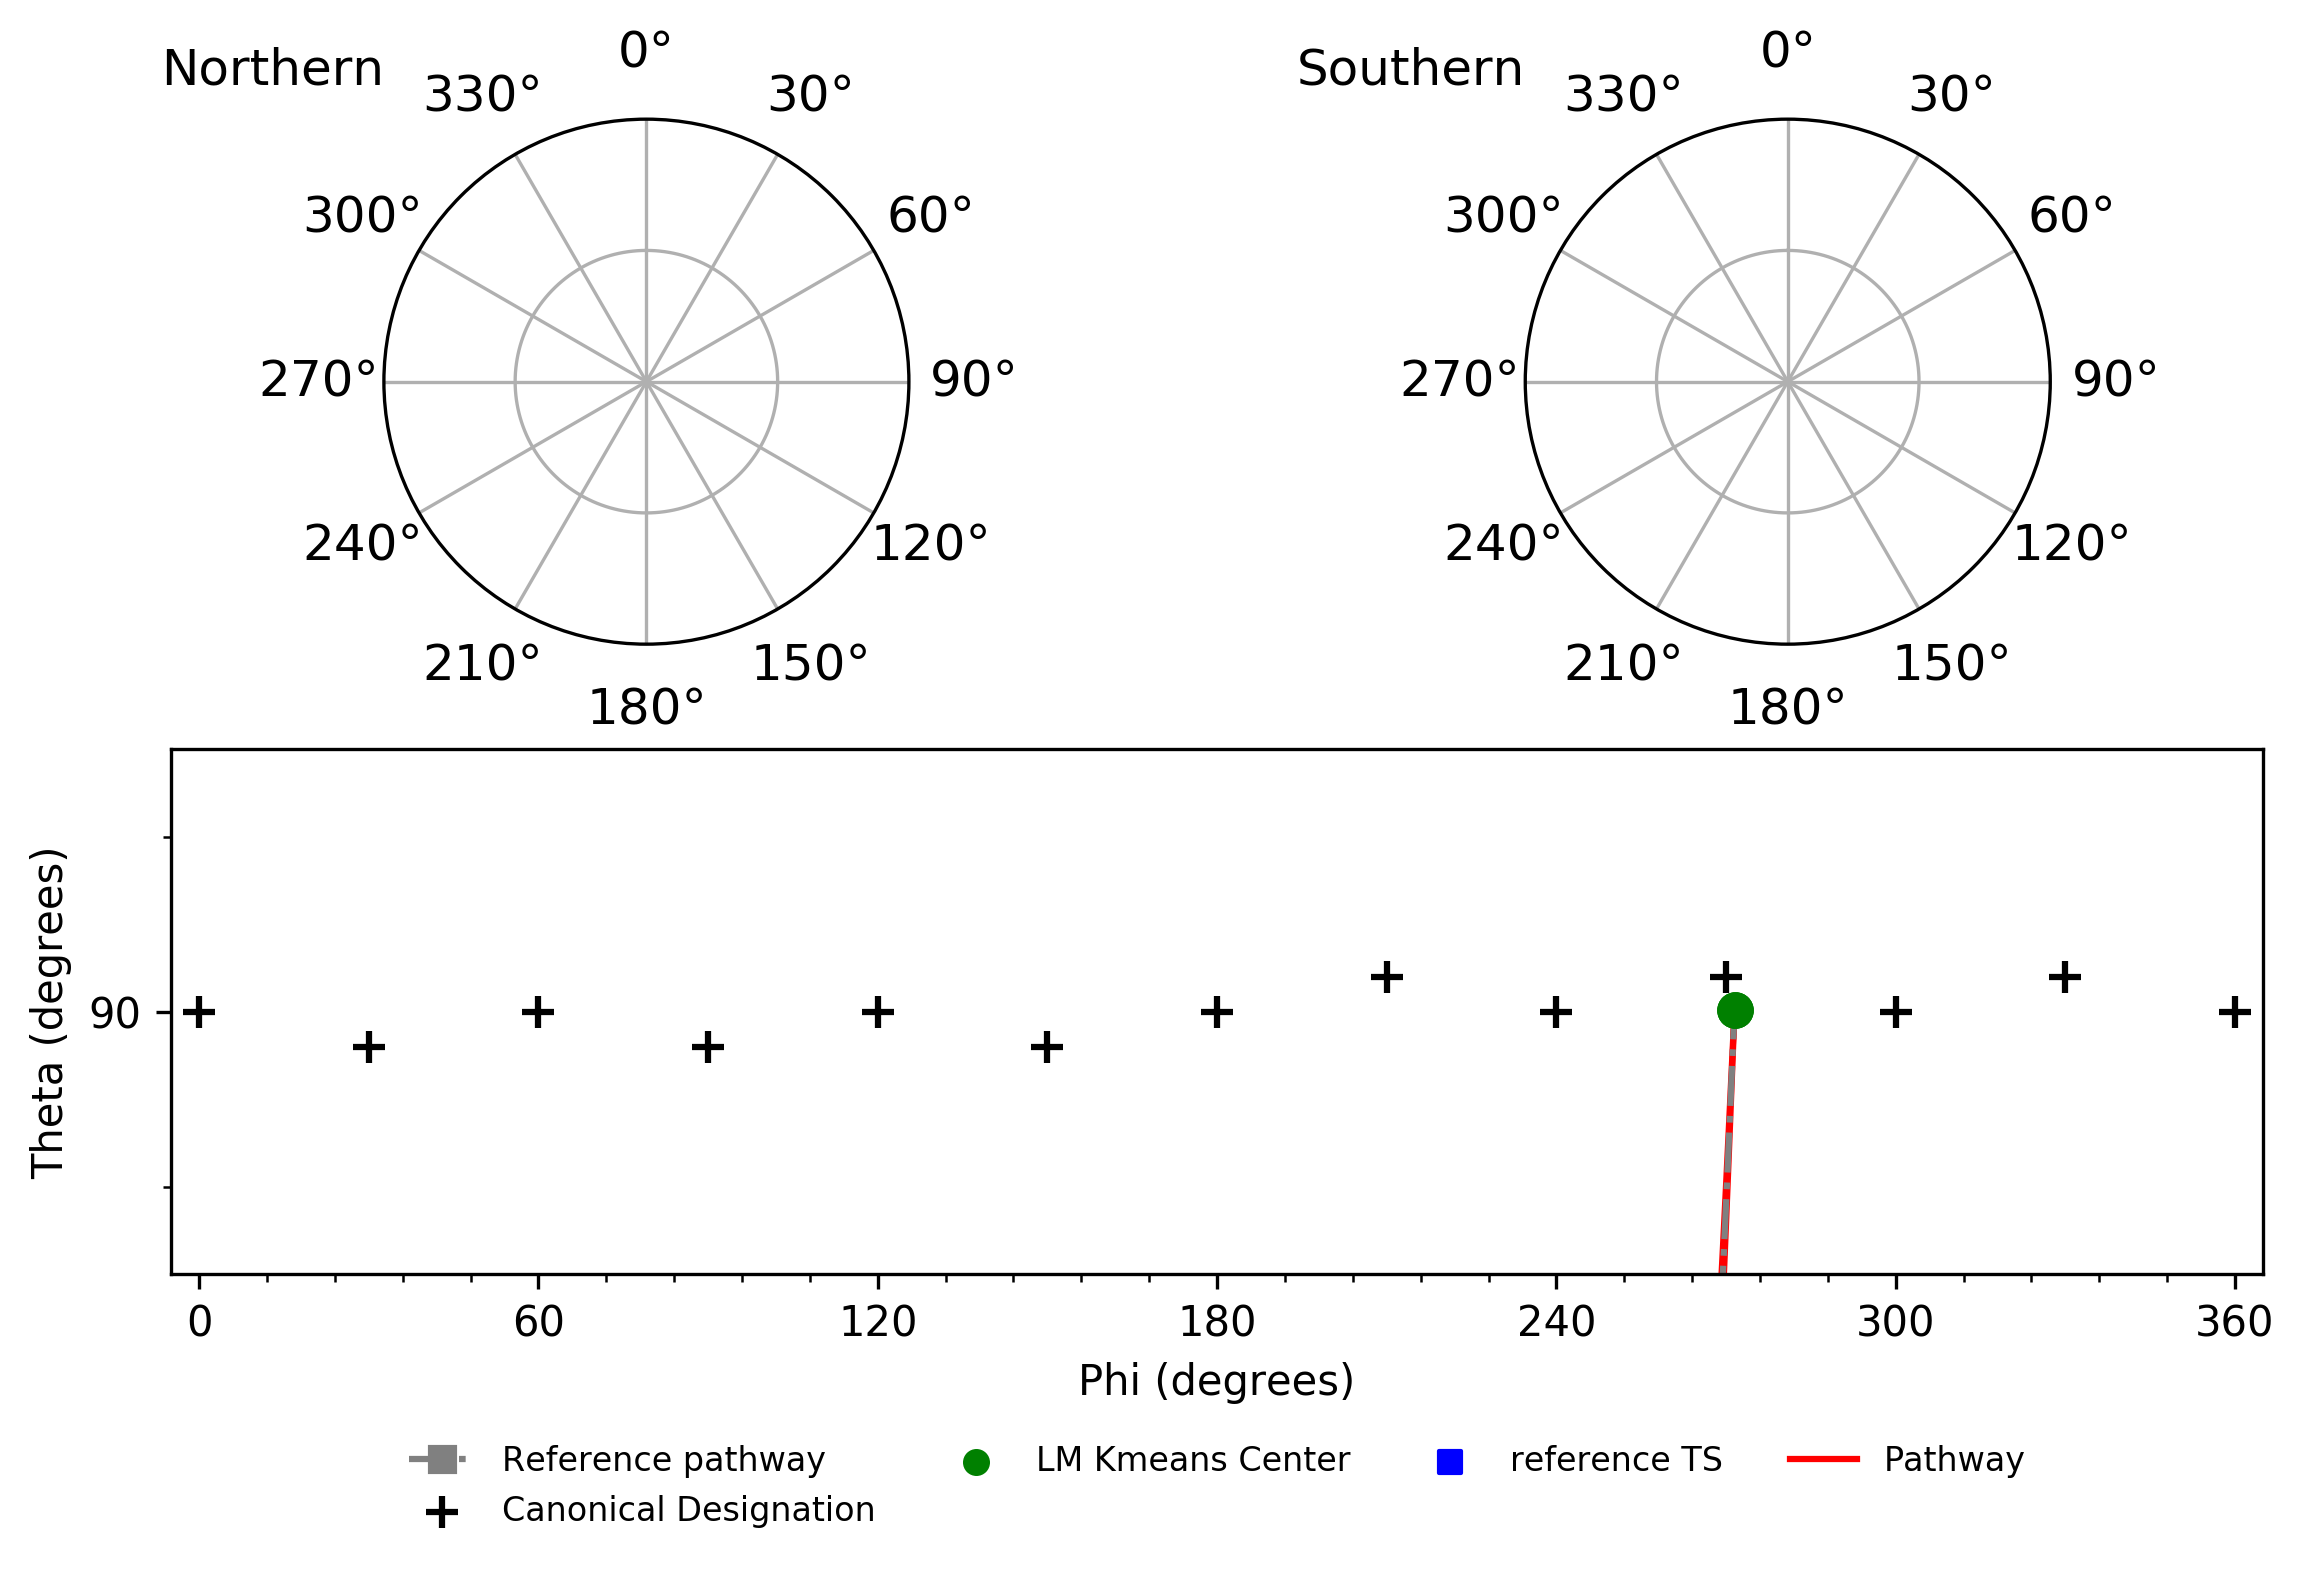 Northern
0°
30°
60°
90°
120°
150°
180°
210°
240°
270°
300°
330°
Southern
0°
30°
60°
90°
120°
150°
180°
210°
240°
270°
300°
330°
Theta (degrees)
90
0 60 120 180 240 300 360
Phi (degrees)
Reference pathway
Canonical Designation
LM Kmeans Center
reference TS
Pathway